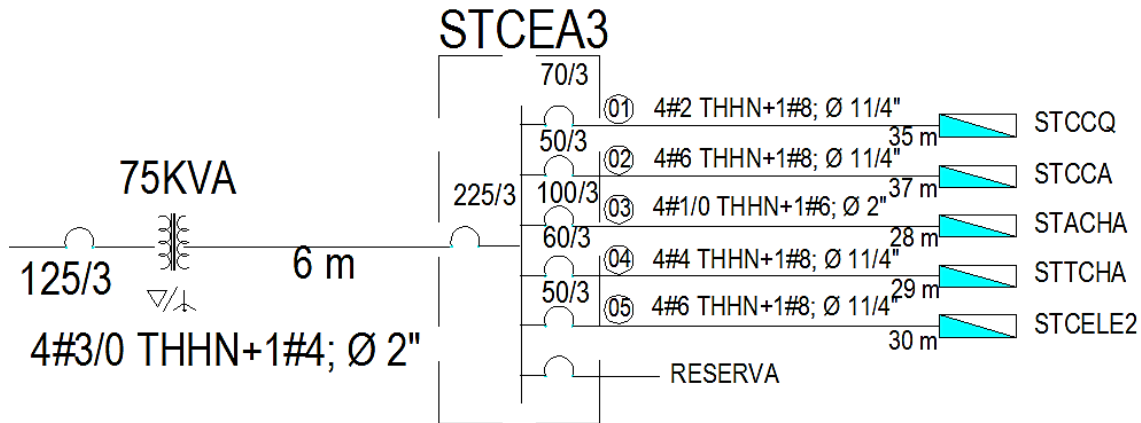 STCEA3
75KVA
125/3
6 m
4#3/0 THHN+1#4; Ø 2"
225/3
70/3
01 4#2 THHN+1#8; Ø 11/4" 35 m STCCQ
50/3
02 4#6 THHN+1#8; Ø 11/4" 37 m STCCA
100/3
03 4#1/0 THHN+1#6; Ø 2" 28 m STACHA
60/3
04 4#4 THHN+1#8; Ø 11/4" 29 m STTCHA
50/3
05 4#6 THHN+1#8; Ø 11/4" 30 m STCELE2
RESERVA